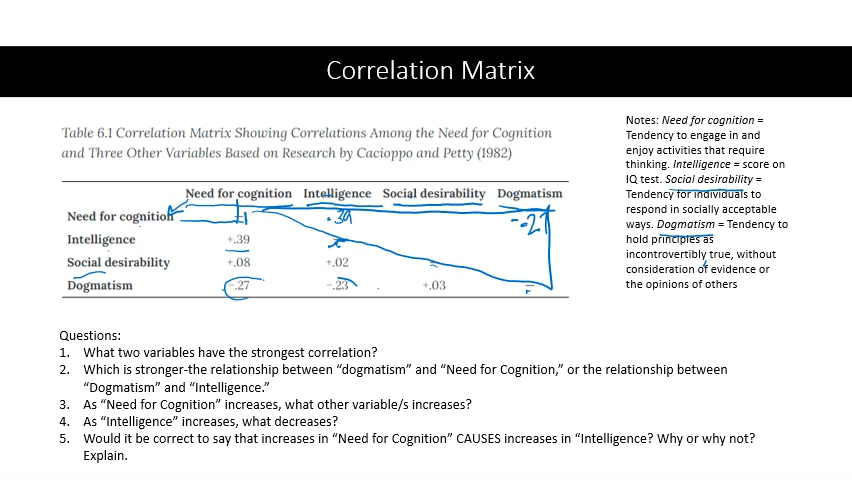 Correlation Matrix
Table 6.1 Correlation Matrix Showing Correlations Among the Need for Cognition
and Three Other Variables Based on Research by Cacioppo and Petty (1982)
Need for cognition Intelligence Social desirability Dogmatism
Need for cognition 1 .39 -.27
Intelligence +.39
Social desirability +.08 +.02
Dogmatism −.27 −.23 +.03
Notes: Need for cognition =
Tendency to engage in and
enjoy activities that require
thinking. Intelligence = score on
IQ test. Social desirability =
Tendency for individuals to
respond in socially acceptable
ways. Dogmatism = Tendency to
hold principles as
incontrovertibly true, without
consideration of evidence or
the opinions of others
Questions:
1. What two variables have the strongest correlation?
2. Which is stronger-the relationship between “dogmatism” and “Need for Cognition,” or the relationship between
“Dogmatism” and “Intelligence.”
3. As “Need for Cognition” increases, what other variable/s increases?
4. As “Intelligence” increases, what decreases?
5. Would it be correct to say that increases in “Need for Cognition” CAUSES increases in “Intelligence? Why or why not?
Explain.